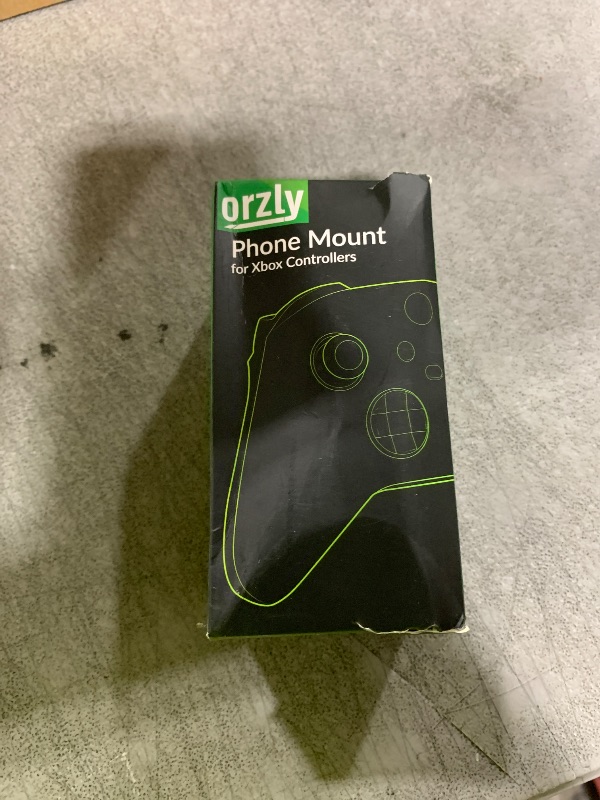 orzly
Phone Mount
for Xbox Controllers